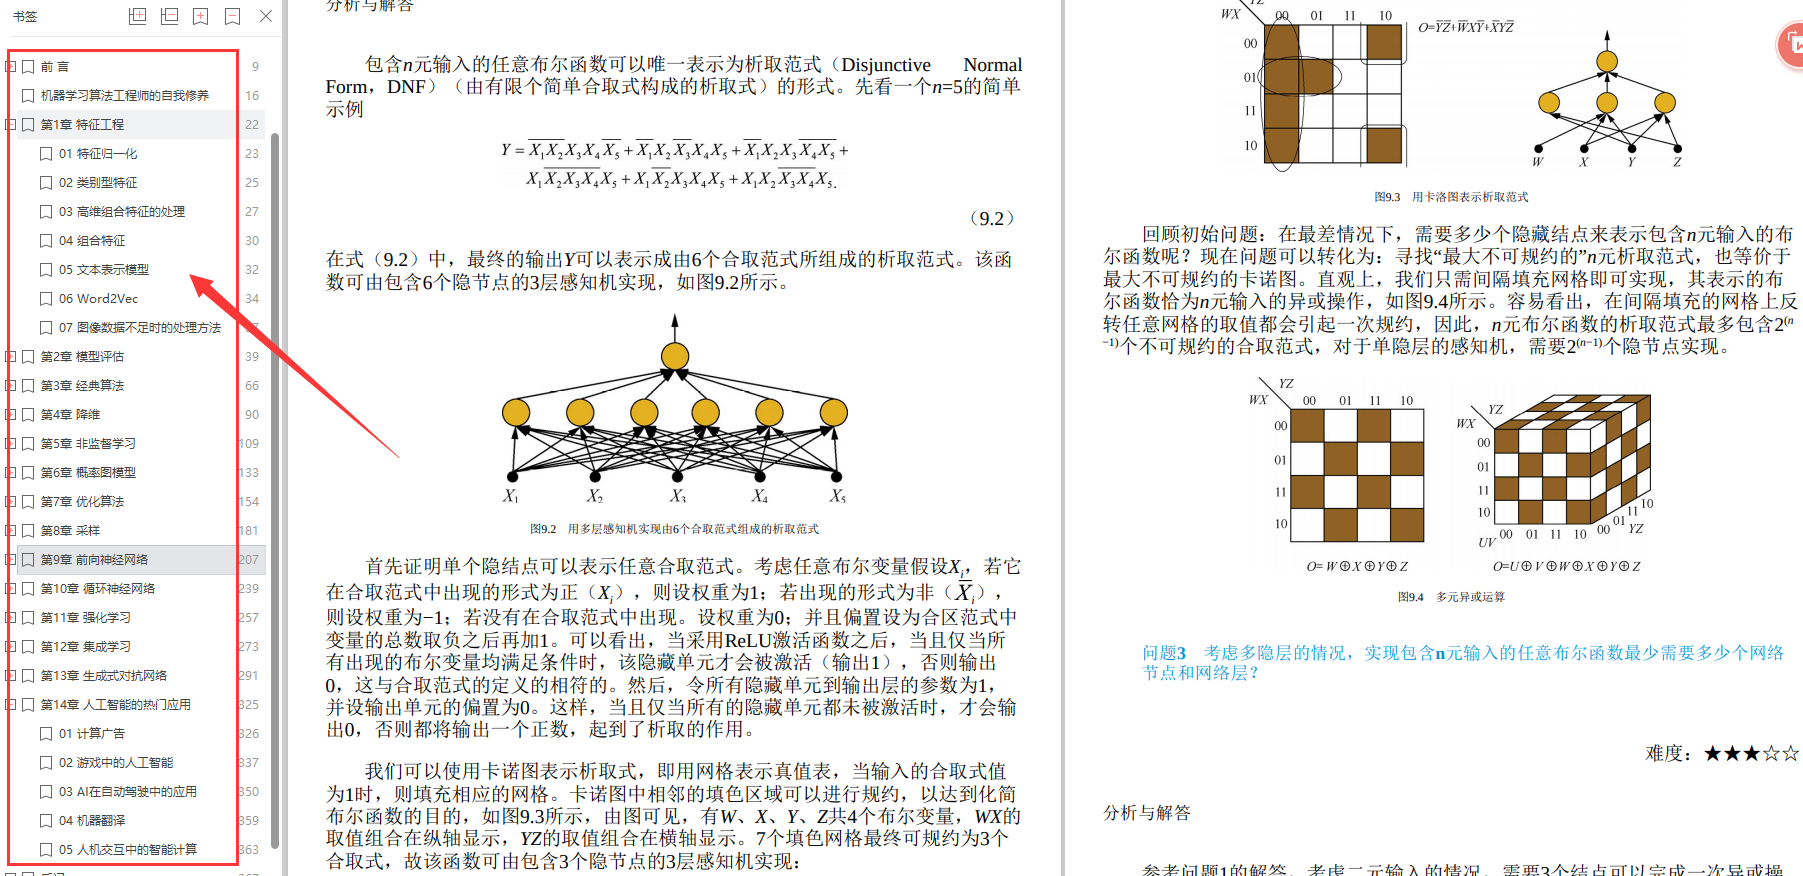 书签
前 言 9
机器学习算法工程师的自我修养 16
第1章 特征工程 22
01 特征归一化 23
02 类别型特征 25
03 高维组合特征的处理 27
04 组合特征 30
05 文本表示模型 32
06 Word2Vec 34
07 图像数据不足时的处理方法
第2章 模型评估 39
第3章 经典算法 66
第4章 降维 90
第5章 非监督学习 109
第6章 概率图模型 133
第7章 优化算法 154
第8章 采样 181
第9章 前向神经网络 207
第10章 循环神经网络 239
第11章 强化学习 257
第12章 集成学习 273
第13章 生成式对抗网络 291
第14章 人工智能的热门应用 325
01 计算广告 326
02 游戏中的人工智能 337
03 AI在自动驾驶中的应用 350
04 机器翻译 359
05 人机交互中的智能计算 363
分析与解答
包含n元输入的任意布尔函数可以唯一表示为析取范式（Disjunctive Normal
Form，DNF）（由有限个简单合取式构成的析取式）的形式。先看一个n=5的简单
示例
Y = X̅₁X̅₂X₃X₄X̅₅ + X̅₁X₂X̅₃X₄X₅ + X̅₁X₂X₃X̅₄X̅₅ +
X₁X̅₂X̅₃X̅₄X₅ + X₁X̅₂X₃X₄X₅ + X₁X₂X̅₃X̅₄X₅.
（9.2）
在式（9.2）中，最终的输出Y可以表示成由6个合取范式所组成的析取范式。该函
数可由包含6个隐节点的3层感知机实现，如图9.2所示。
X₁ X₂ X₃ X₄ X₅
图9.2 用多层感知机实现由6个合取范式组成的析取范式
首先证明单个隐结点可以表示任意合取范式。考虑任意布尔变量假设Xᵢ，若它
在合取范式中出现的形式为正（Xᵢ），则设权重为1；若出现的形式为非（X̅ᵢ），
则设权重为−1；若没有在合取范式中出现。设权重为0；并且偏置设为合区范式中
变量的总数取负之后再加1。可以看出，当采用ReLU激活函数之后，当且仅当所
有出现的布尔变量均满足条件时，该隐藏单元才会被激活（输出1），否则输出
0，这与合取范式的定义的相符的。然后，令所有隐藏单元到输出层的参数为1，
并设输出单元的偏置为0。这样，当且仅当所有的隐藏单元都未被激活时，才会输
出0，否则都将输出一个正数，起到了析取的作用。
我们可以使用卡诺图表示析取式，即用网格表示真值表，当输入的合取式值
为1时，则填充相应的网格。卡诺图中相邻的填色区域可以进行规约，以达到化简
布尔函数的目的，如图9.3所示，由图可见，有W、X、Y、Z共4个布尔变量，WX的
取值组合在纵轴显示，YZ的取值组合在横轴显示。7个填色网格最终可规约为3个
合取式，故该函数可由包含3个隐节点的3层感知机实现：
YZ
WX 00 01 11 10
00
01
11
10
O=Y̅Z̅+W̅XY̅+X̅YZ̅
W X Y Z
图9.3 用卡洛图表示析取范式
回顾初始问题：在最差情况下，需要多少个隐藏结点来表示包含n元输入的布
尔函数呢？现在问题可以转化为：寻找“最大不可规约的”n元析取范式，也等价于
最大不可规约的卡诺图。直观上，我们只需间隔填充网格即可实现，其表示的布
尔函数恰为n元输入的异或操作，如图9.4所示。容易看出，在间隔填充的网格上反
转任意网格的取值都会引起一次规约，因此，n元布尔函数的析取范式最多包含2⁽ⁿ
⁻¹⁾个不可规约的合取范式，对于单隐层的感知机，需要2⁽ⁿ⁻¹⁾个隐节点实现。
YZ
WX 00 01 11 10
00
01
11
10
O= W⊕X⊕Y⊕Z
YZ
WX
00
01
11
10
UV 00 01 11 10
00 01 11 10
YZ
O=U⊕V⊕W⊕X⊕Y⊕Z
图9.4 多元异或运算
问题3 考虑多隐层的情况，实现包含n元输入的任意布尔函数最少需要多少个网络
节点和网络层？
难度：★★★☆☆
分析与解答
参考问题1的解答，考虑二元输入的情况，需要3个结点可以完成一次异或操